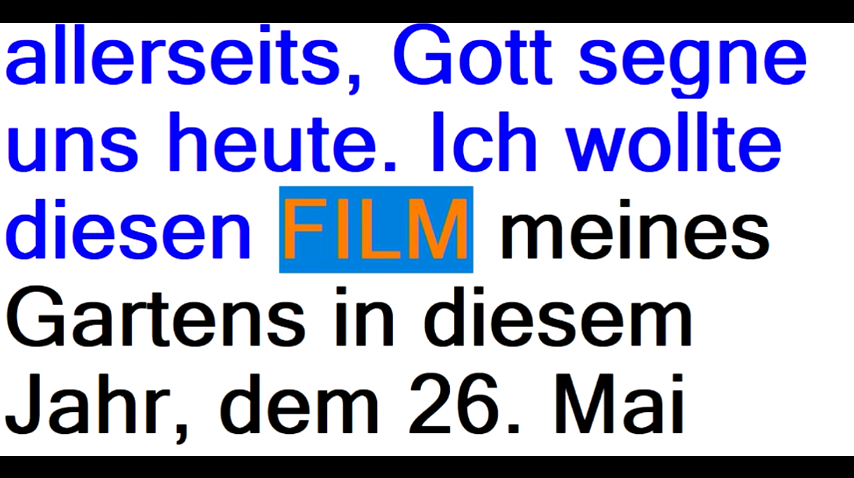 allerseits, Gott segne
uns heute. Ich wollte
diesen FILM meines
Gartens in diesem
Jahr, dem 26. Mai